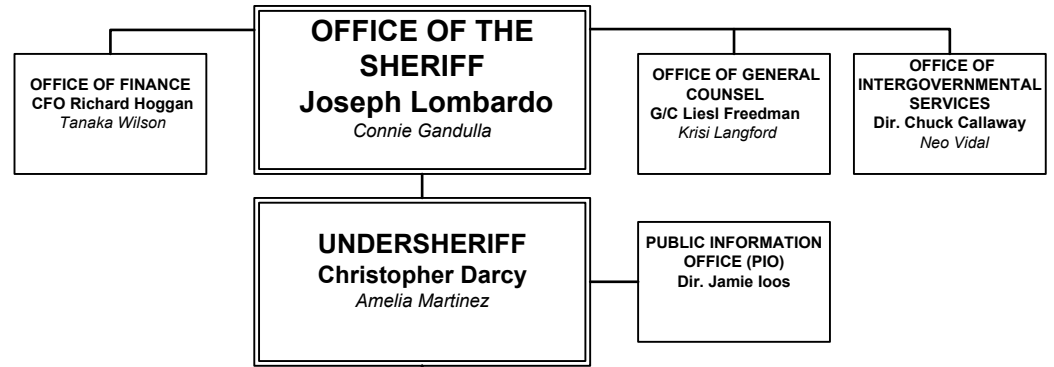 OFFICE OF THE
SHERIFF
Joseph Lombardo
Connie Gandulla
OFFICE OF FINANCE
CFO Richard Hoggan
Tanaka Wilson
OFFICE OF GENERAL
COUNSEL
G/C Liesl Freedman
Krisi Langford
OFFICE OF
INTERGOVERNMENTAL
SERVICES
Dir. Chuck Callaway
Neo Vidal
UNDERSHERIFF
Christopher Darcy
Amelia Martinez
PUBLIC INFORMATION
OFFICE (PIO)
Dir. Jamie Ioos